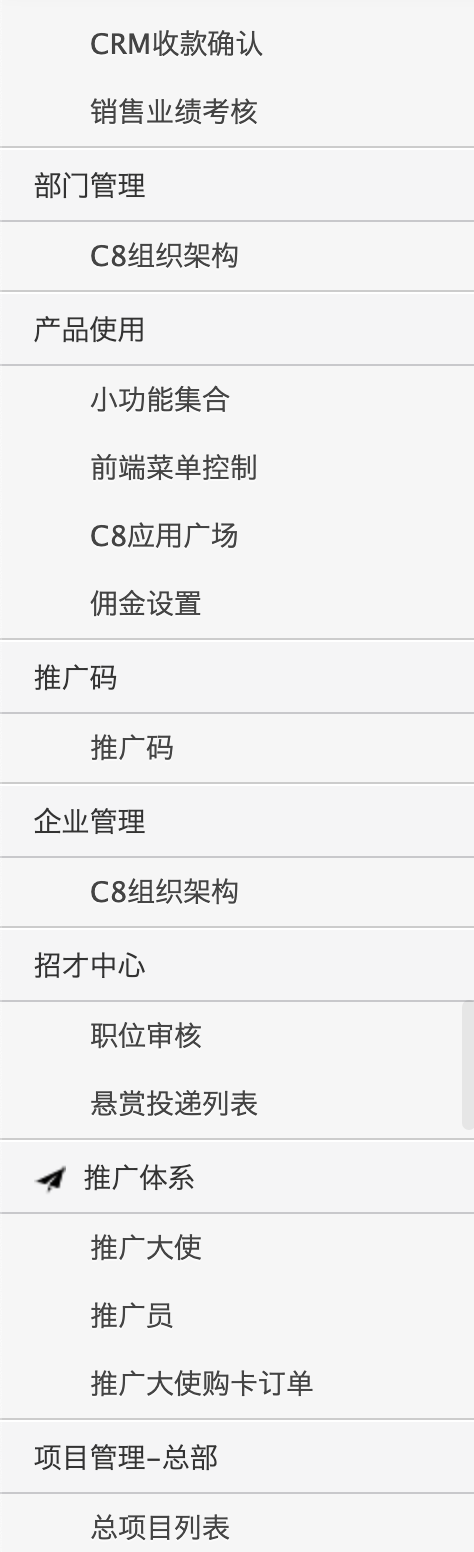 CRM收款确认
销售业绩考核
部门管理
C8组织架构
产品使用
小功能集合
前端菜单控制
C8应用广场
佣金设置
推广码
推广码
企业管理
C8组织架构
招才中心
职位审核
悬赏投递列表
推广体系
推广大使
推广员
推广大使购卡订单
项目管理–总部
总项目列表